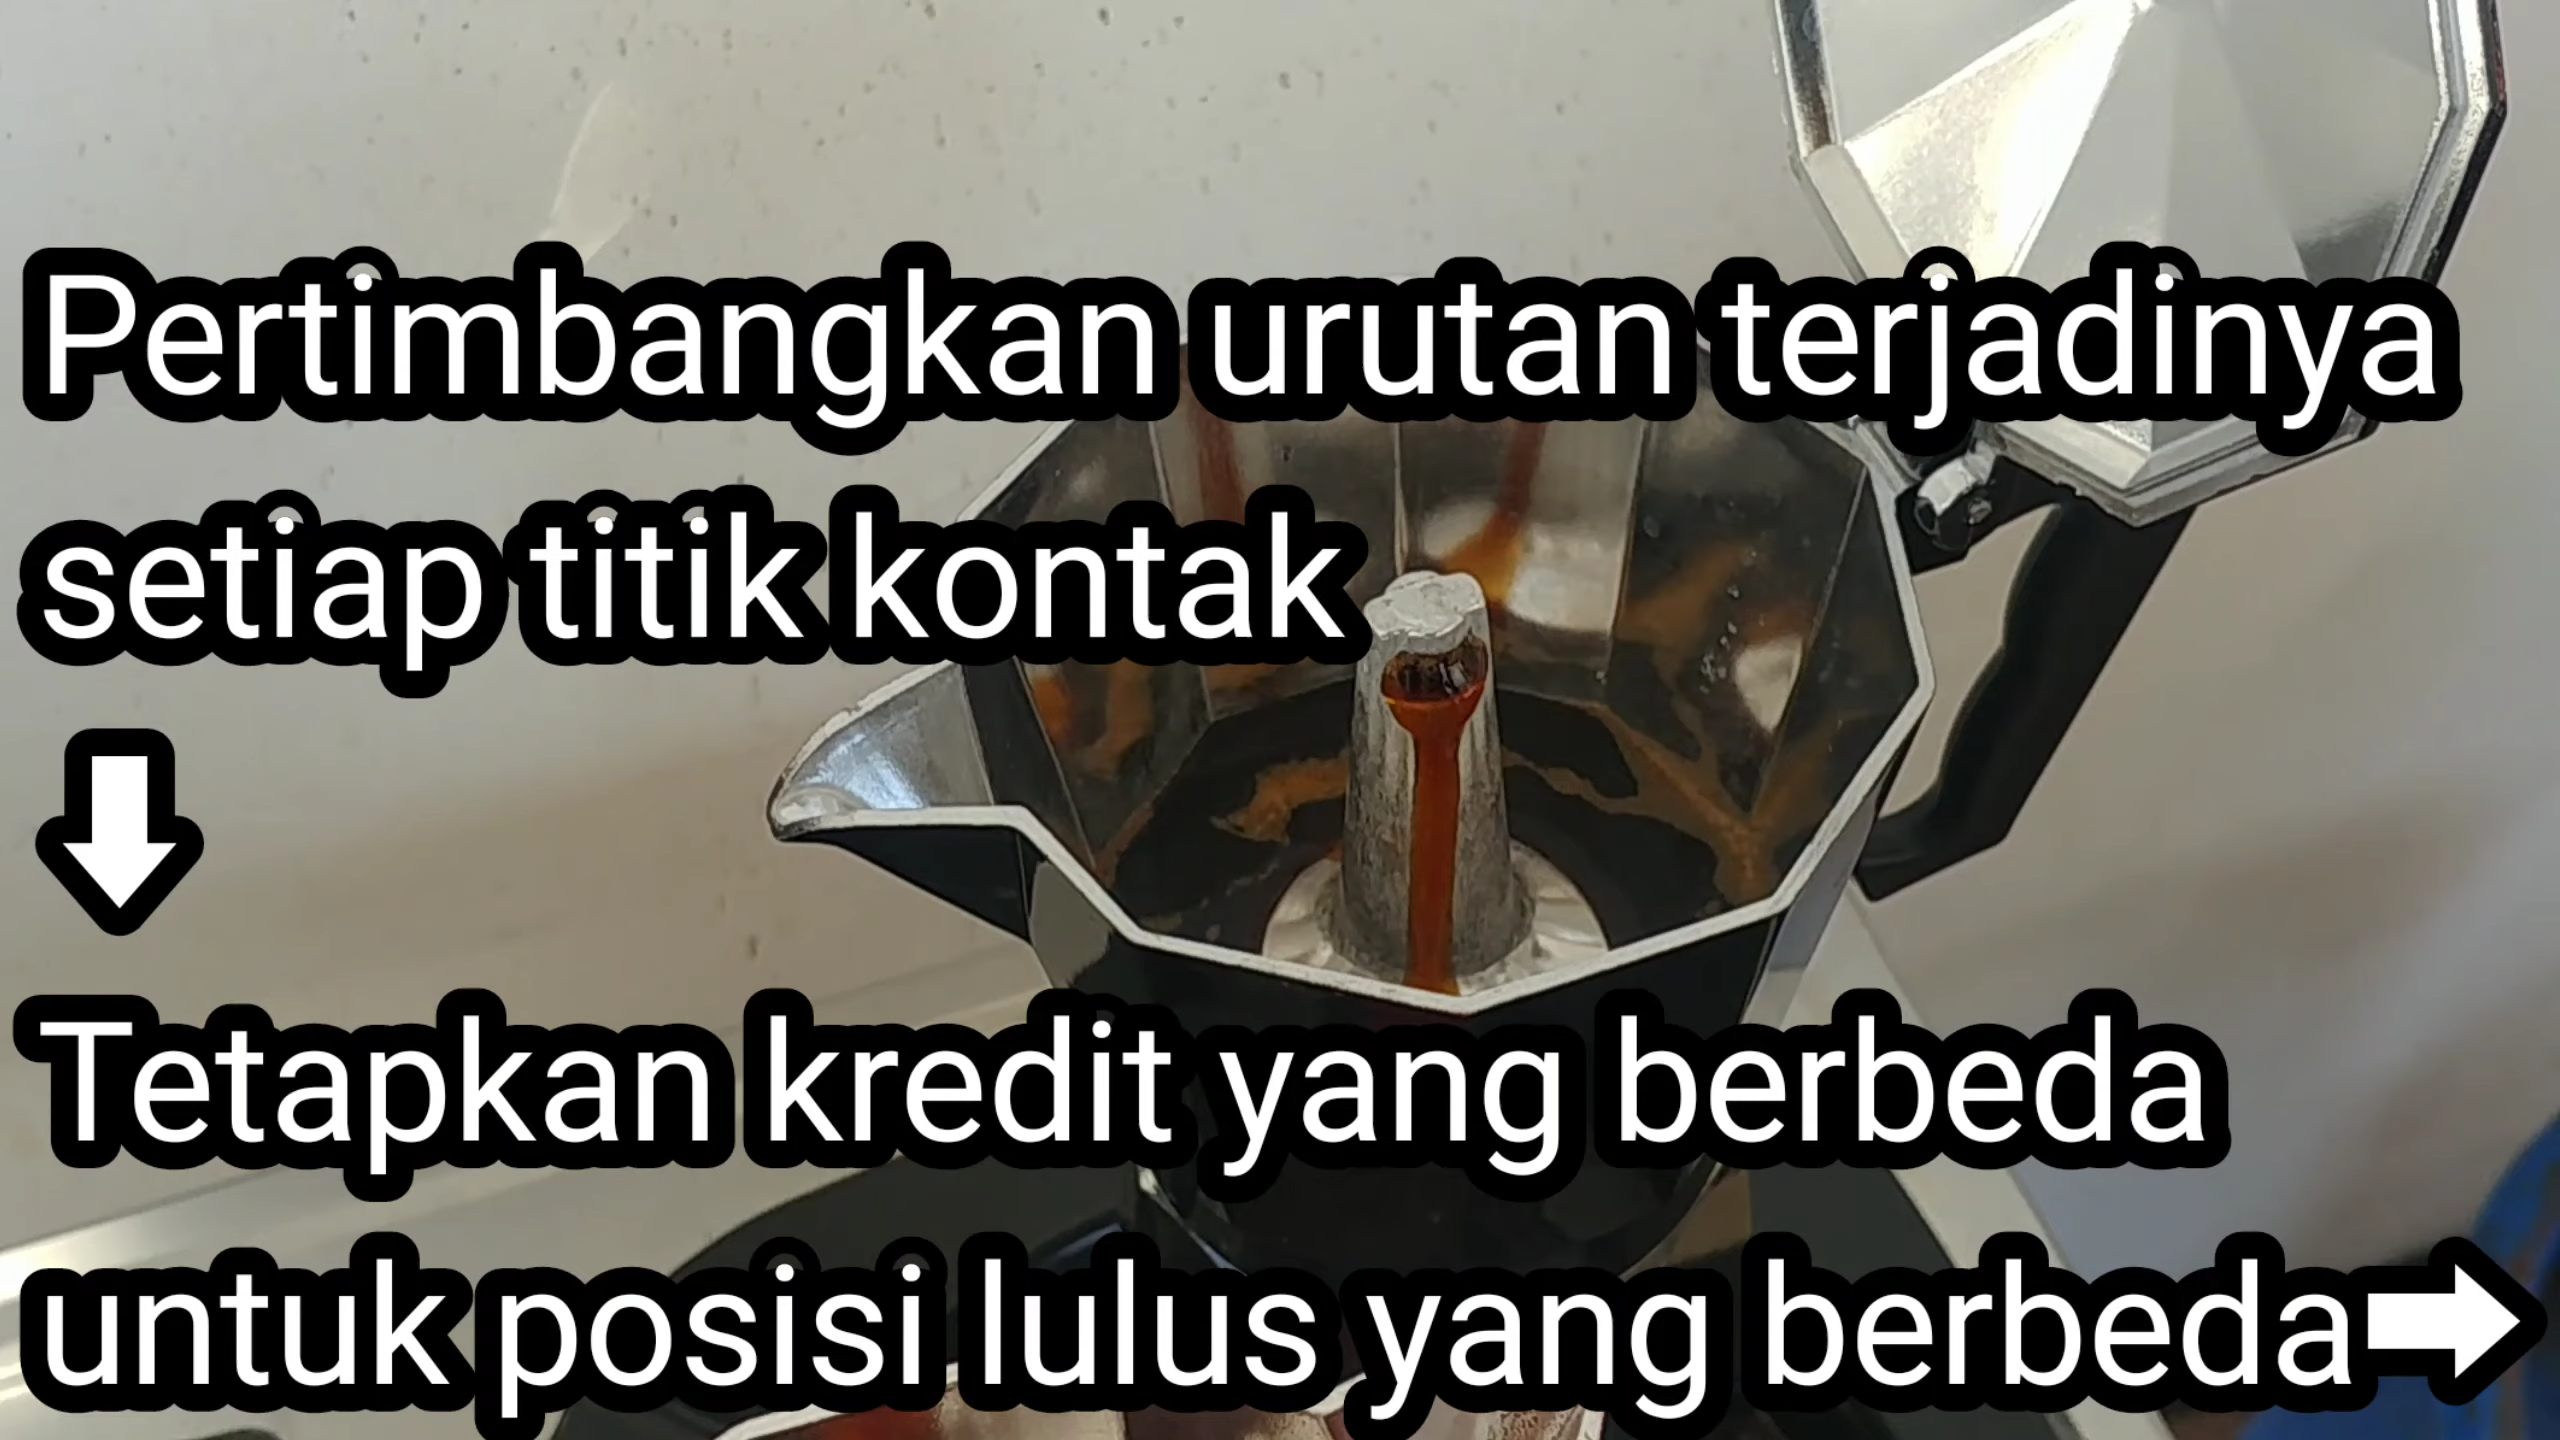 Pertimbangkan urutan terjadinya
setiap titik kontak
⬇
Tetapkan kredit yang berbeda
untuk posisi lulus yang berbeda➡